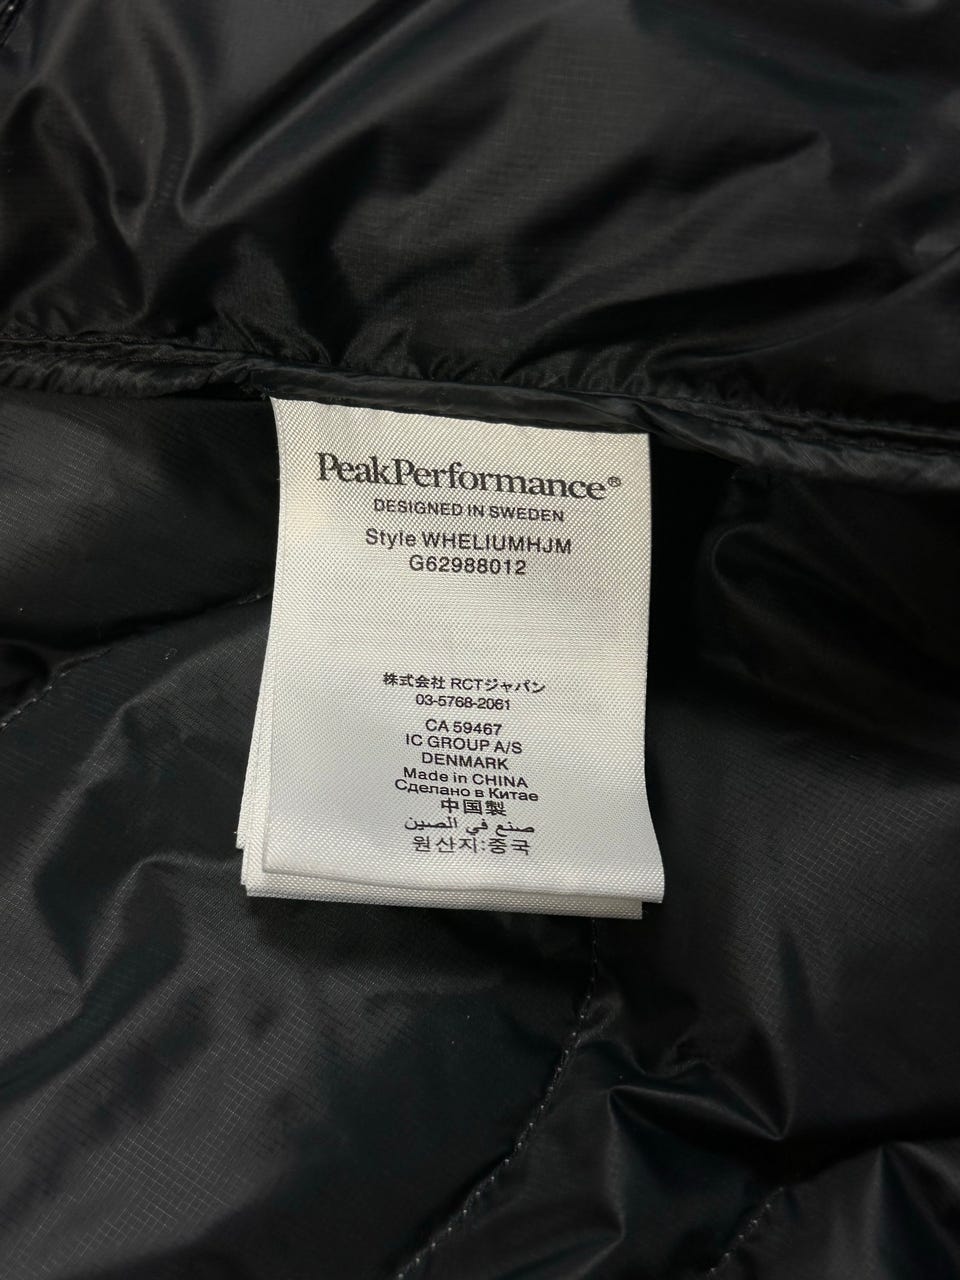 PeakPerformance®
DESIGNED IN SWEDEN
Style WHELIUMHJM
G62988012
株式会社 RCTジャパン
03-5768-2061
CA 59467
IC GROUP A/S
DENMARK
Made in CHINA
Сделано в Китае
中国製
صنع في الصين
원산지:중국